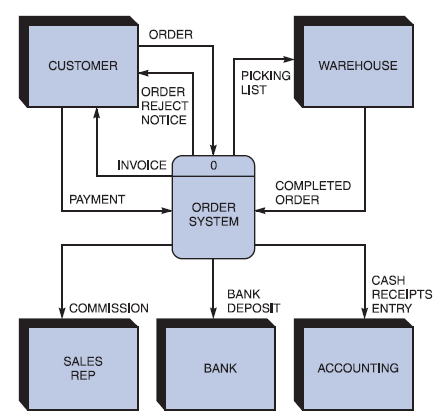 ORDER
CUSTOMER
WAREHOUSE
PICKING
LIST
ORDER
REJECT
NOTICE
INVOICE
0
PAYMENT
ORDER
SYSTEM
COMPLETED
ORDER
COMMISSION
BANK
DEPOSIT
CASH
RECEIPTS
ENTRY
SALES
REP
BANK
ACCOUNTING